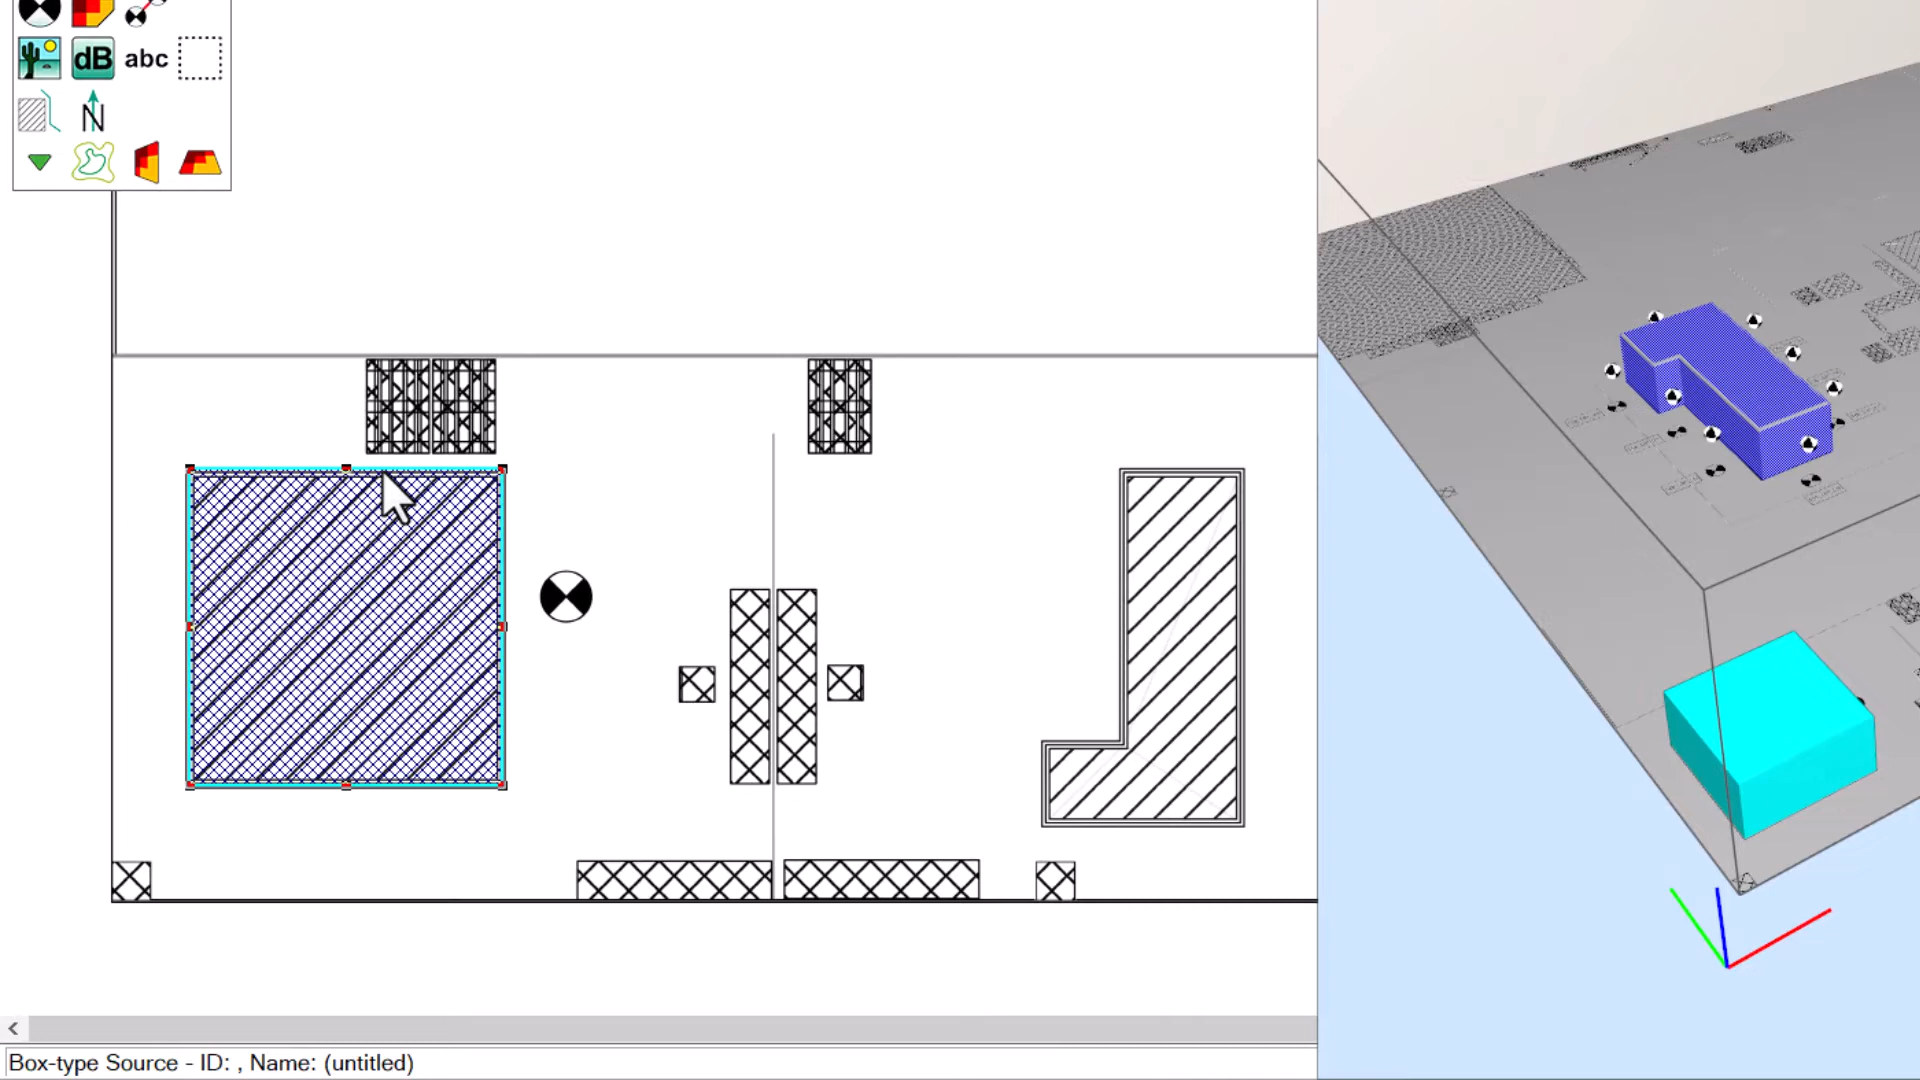 dB abc
N
Box-type Source - ID: , Name: (untitled)